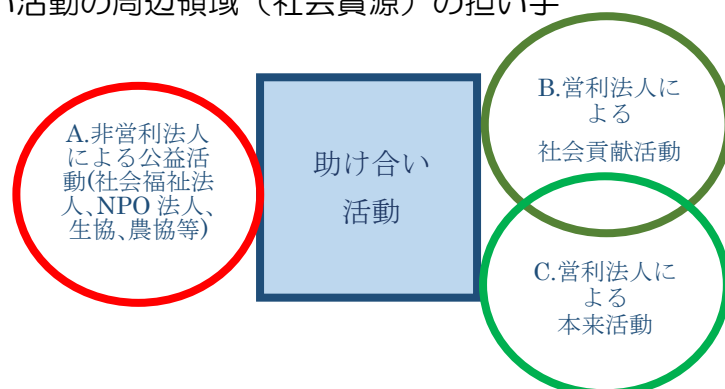 い活動の周辺領域（社会資源）の担い手
A.非営利法人
による公益活
動(社会福祉法
人、NPO 法人、
生協、農協等)
助け合い
活動
B.営利法人に
よる
社会貢献活動
C.営利法人に
よる
本来活動